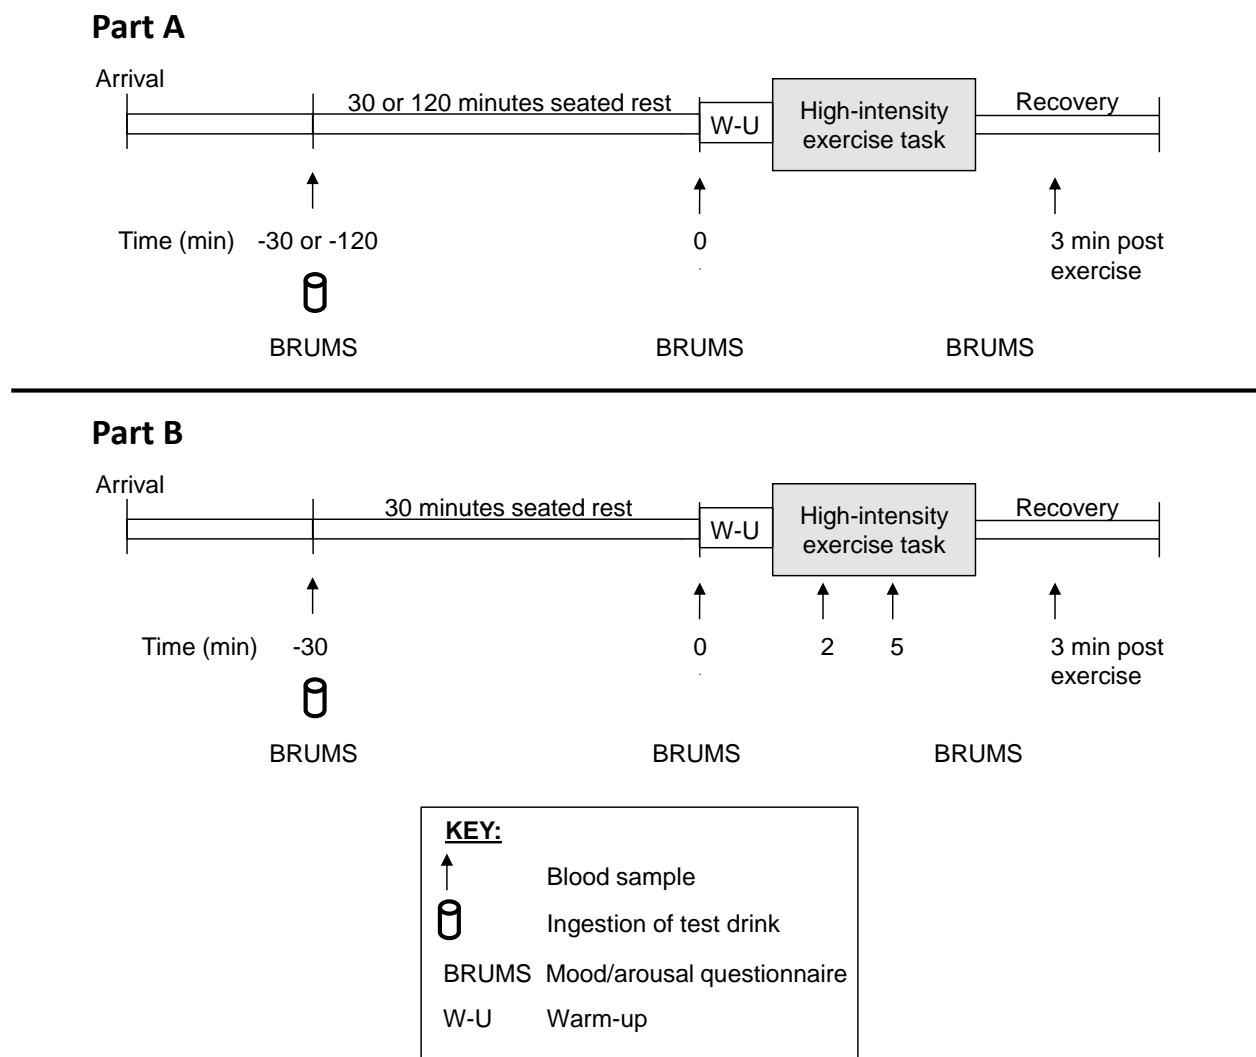 Part A
Arrival
30 or 120 minutes seated rest
W-U
High-intensity
exercise task
Recovery
Time (min) -30 or -120 0 3 min post
exercise
BRUMS BRUMS BRUMS
Part B
Arrival
30 minutes seated rest
W-U
High-intensity
exercise task
Recovery
Time (min) -30 0 2 5 3 min post
exercise
BRUMS BRUMS BRUMS
KEY:
Blood sample
Ingestion of test drink
BRUMS Mood/arousal questionnaire
W-U Warm-up